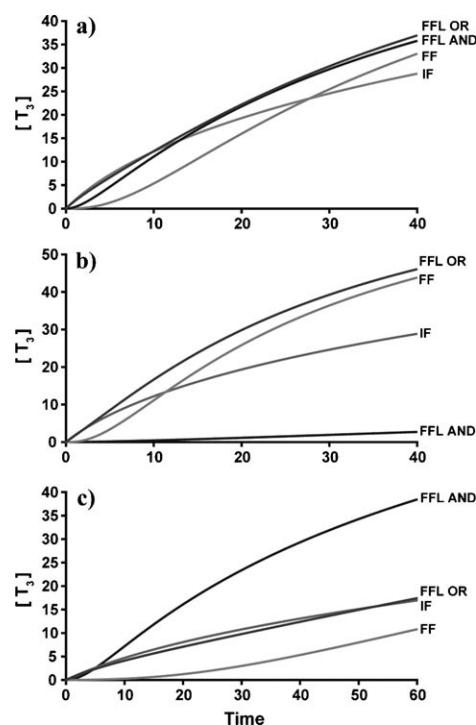 a)
[ T3 ]
40
35
30
25
20
15
10
5
0
0 10 20 30 40
FFL OR
FFL AND
FF
IF
b)
[ T3 ]
50
40
30
20
10
0
0 10 20 30 40
FFL OR
FF
IF
FFL AND
c)
[ T3 ]
40
35
30
25
20
15
10
5
0
0 10 20 30 40 50 60
FFL AND
FFL OR
IF
FF
Time